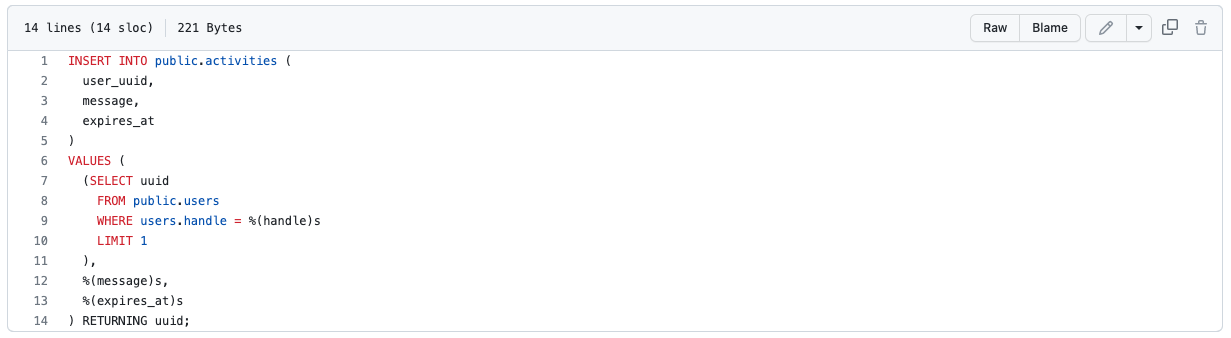 14 lines (14 sloc) 221 Bytes Raw Blame
1 INSERT INTO public.activities (
2   user_uuid,
3   message,
4   expires_at
5 )
6 VALUES (
7   (SELECT uuid
8     FROM public.users
9     WHERE users.handle = %(handle)s
10     LIMIT 1
11   ),
12   %(message)s,
13   %(expires_at)s
14 ) RETURNING uuid;